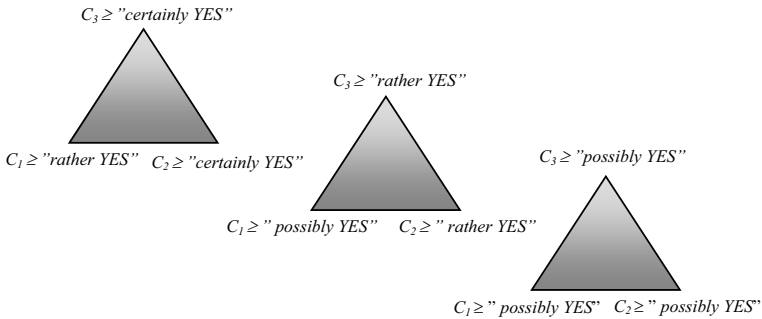 C₃ ≥ ”certainly YES”
C₁ ≥ ”rather YES” C₂ ≥ ”certainly YES”
C₃ ≥ ”rather YES”
C₁ ≥ ” possibly YES” C₂ ≥ ” rather YES”
C₃ ≥ ”possibly YES”
C₁ ≥ ” possibly YES” C₂ ≥ ” possibly YES”